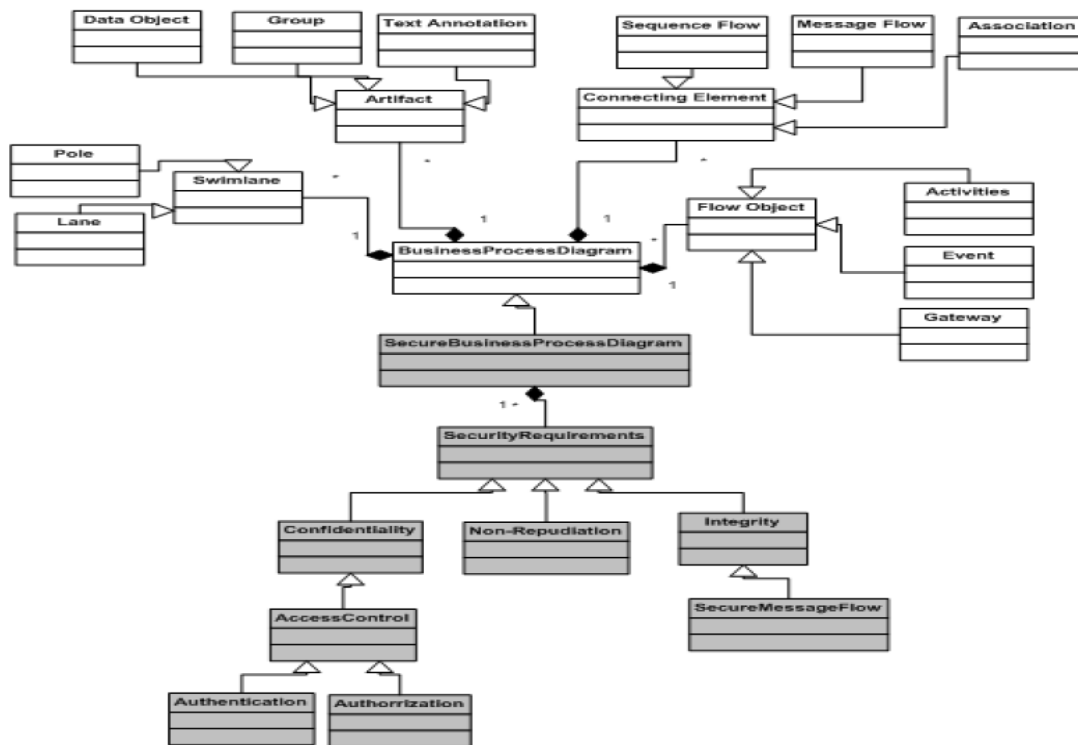 Data Object
Group
Text Annotation
Sequence Flow
Message Flow
Association
Artifact
Connecting Element
Pole
Swimlane
*
*
*
Activities
Lane
Flow Object
1
1
1
*
BusinessProcessDiagram
Event
1
Gateway
SecureBusinessProcessDiagram
1 *
SecurityRequirements
Confidentiality
Non-Repudiation
Integrity
AccessControl
SecureMessageFlow
Authentication
Authorrization